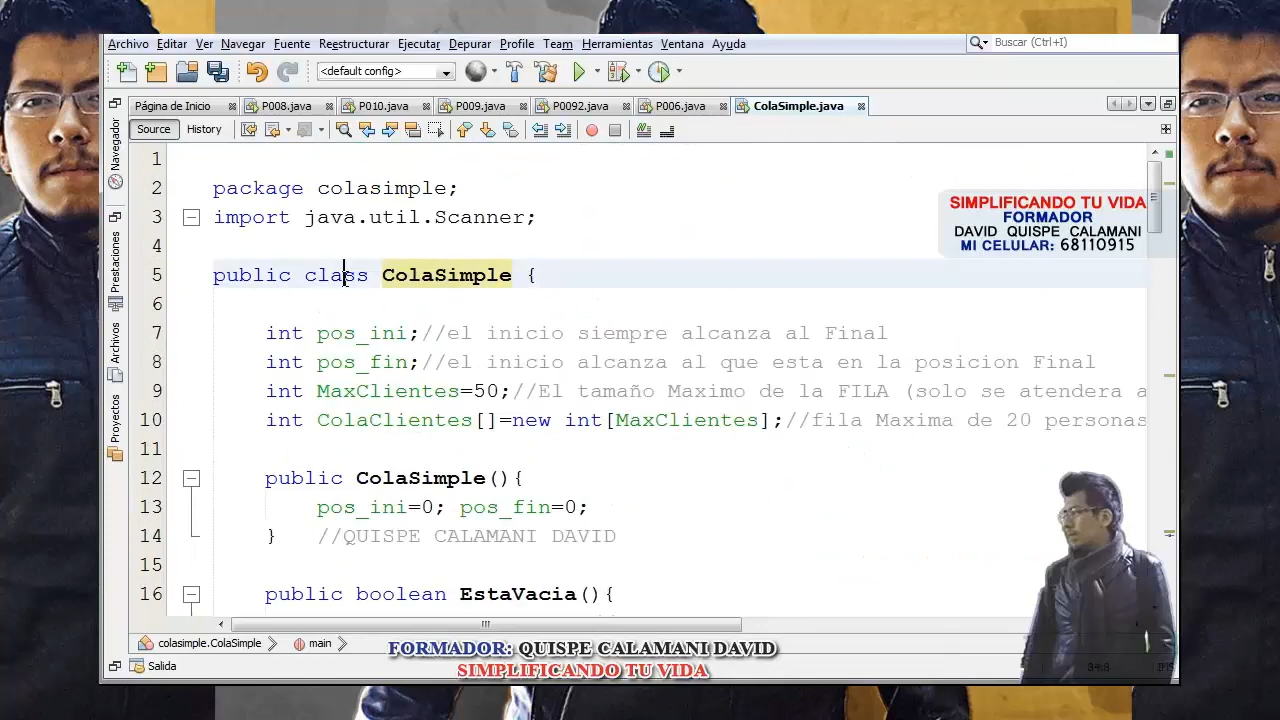 Archivo Editar Ver Navegar Fuente Reestructurar Ejecutar Depurar Profile Team Herramientas Ventana Ayuda
Buscar (Ctrl+I)
<default config>
Página de Inicio P008.java P010.java P009.java P0092.java P006.java ColaSimple.java
Source History
Navegador
Prestaciones
Archivos
Proyectos
1
2 package colasimple;
3 import java.util.Scanner;
4
5 public class ColaSimple {
6
7 int pos_ini;//el inicio siempre alcanza al Final
8 int pos_fin;//el inicio alcanza al que esta en la posicion Final
9 int MaxClientes=50;//El tamaño Maximo de la FILA (solo se atendera a
10 int ColaClientes[]=new int[MaxClientes];//fila Maxima de 20 personas
11
12 public ColaSimple(){
13 pos_ini=0; pos_fin=0;
14 } //QUISPE CALAMANI DAVID
15
16 public boolean EstaVacia(){
SIMPLIFICANDO TU VIDA
FORMADOR
DAVID QUISPE CALAMANI
MI CELULAR: 68110915
colasimple.ColaSimple main
FORMADOR: QUISPE CALAMANI DAVID
SIMPLIFICANDO TU VIDA
Salida